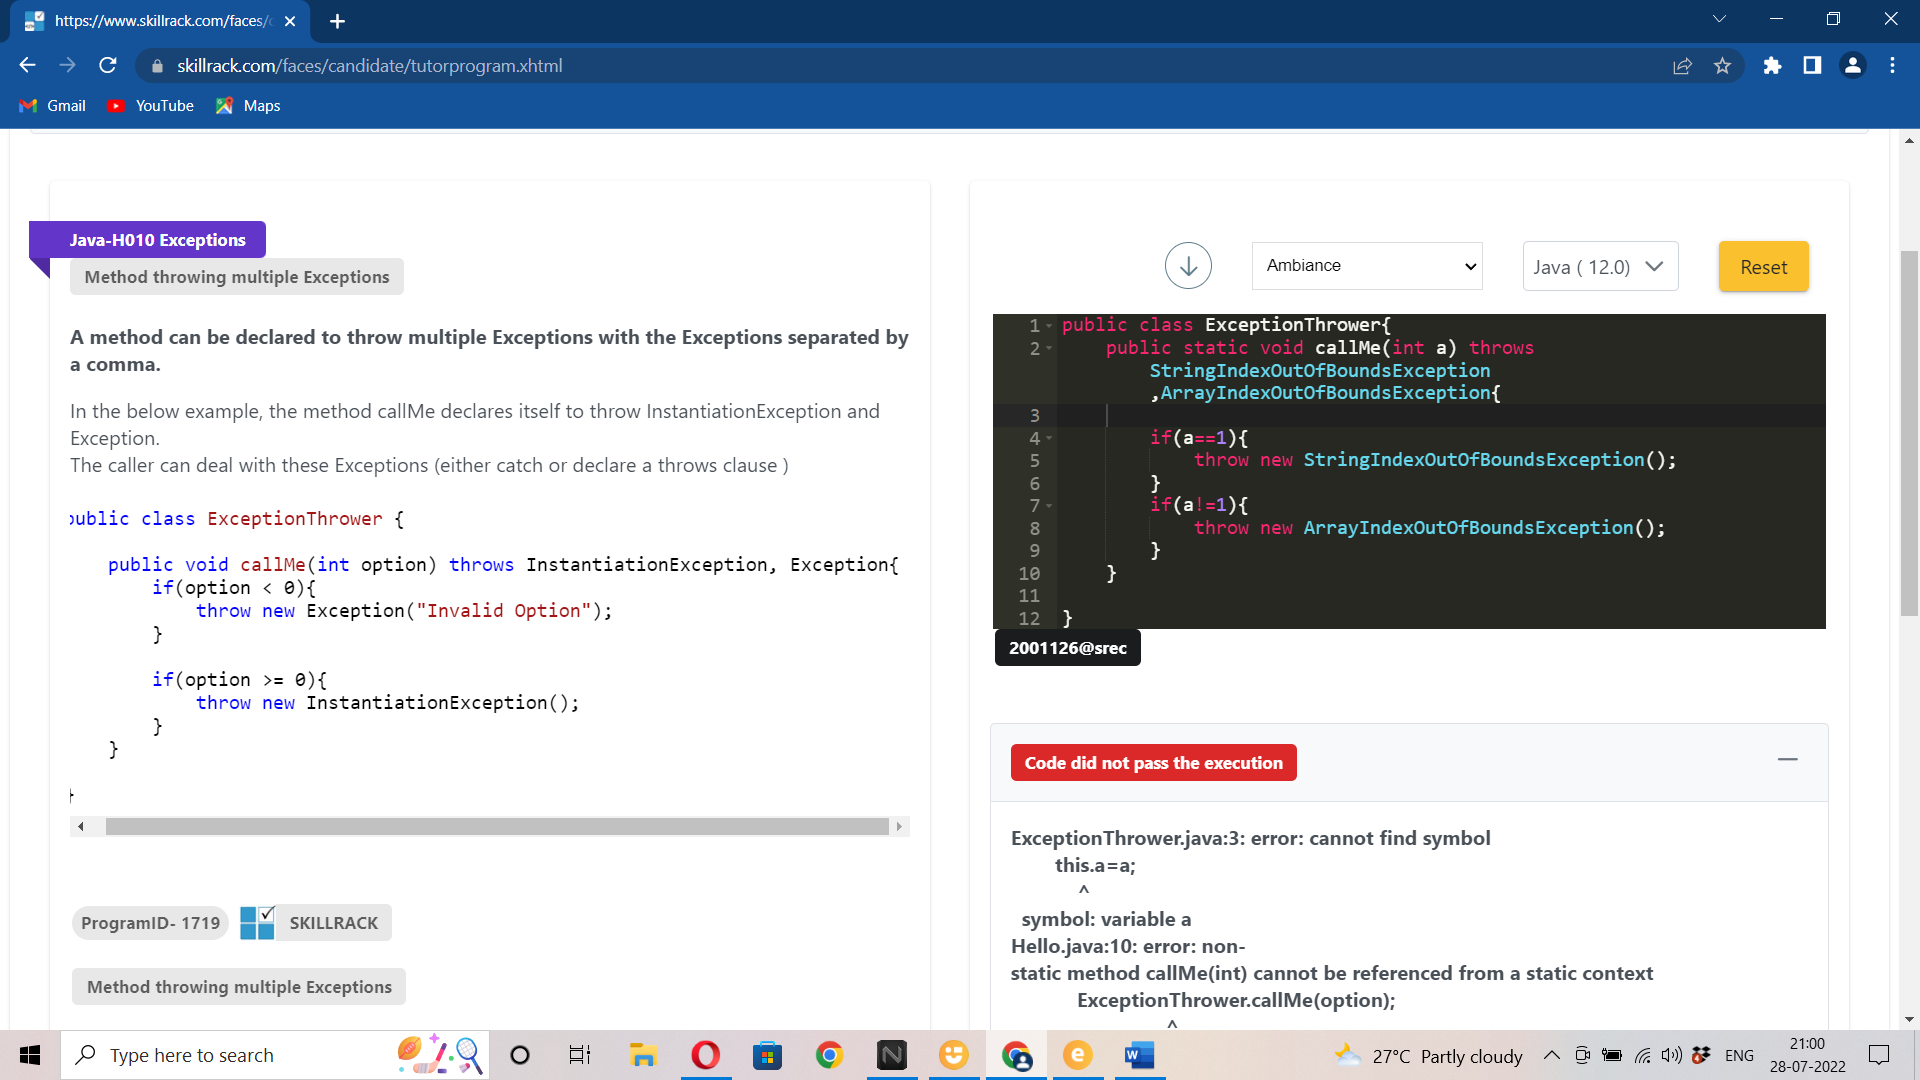 https://www.skillrack.com/faces/c
skillrack.com/faces/candidate/tutorprogram.xhtml
Gmail YouTube Maps
Java-H010 Exceptions
Method throwing multiple Exceptions
A method can be declared to throw multiple Exceptions with the Exceptions separated by
a comma.
In the below example, the method callMe declares itself to throw InstantiationException and
Exception.
The caller can deal with these Exceptions (either catch or declare a throws clause )
public class ExceptionThrower {
public void callMe(int option) throws InstantiationException, Exception{
if(option < 0){
throw new Exception("Invalid Option");
}
if(option >= 0){
throw new InstantiationException();
}
}
}
ProgramID- 1719 SKILLRACK
Method throwing multiple Exceptions
Ambiance Java ( 12.0) Reset
1 public class ExceptionThrower{
2 public static void callMe(int a) throws
StringIndexOutOfBoundsException
,ArrayIndexOutOfBoundsException{
3
4 if(a==1){
5 throw new StringIndexOutOfBoundsException();
6 }
7 if(a!=1){
8 throw new ArrayIndexOutOfBoundsException();
9 }
10 }
11
12 }
2001126@srec
Code did not pass the execution
ExceptionThrower.java:3: error: cannot find symbol
this.a=a;
^
symbol: variable a
Hello.java:10: error: non-
static method callMe(int) cannot be referenced from a static context
ExceptionThrower.callMe(option);
^
Type here to search
27°C Partly cloudy ENG 21:00
28-07-2022